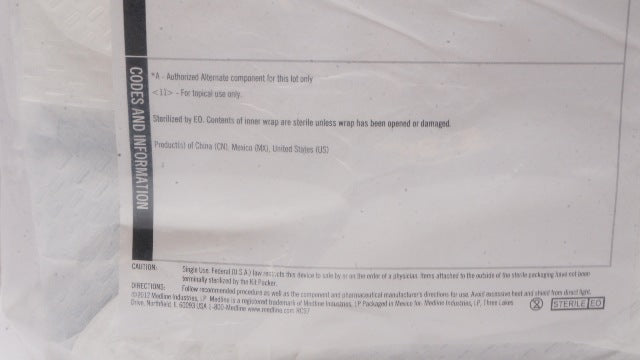 *A - Authorized Alternate component for this lot only
<11> - For topical use only.
CODES AND INFORMATION
Sterilized by EO. Contents of inner wrap are sterile unless wrap has been opened or damaged.
Product(s) of China (CN), Mexico (MX), United States (US)
CAUTION: Single Use. Federal (U.S.A.) law restricts this device to sale by or on the order of a physician. Items attached to the outside of the sterile packaging have not been
terminally sterilized by the Kit Packer.
DIRECTIONS: Follow recommended procedure as well as the component and pharmaceutical manufacturer's directions for use. Avoid excessive heat and shield from direct light.
Medline Industries, LP. Medline is a registered trademark of Medline Industries, LP Packaged in Mexico for: Medline Industries, LP, Three Lakes
Drive, Northfield, IL 60093 USA 1-800-Medline www.medline.com
STERILE EO